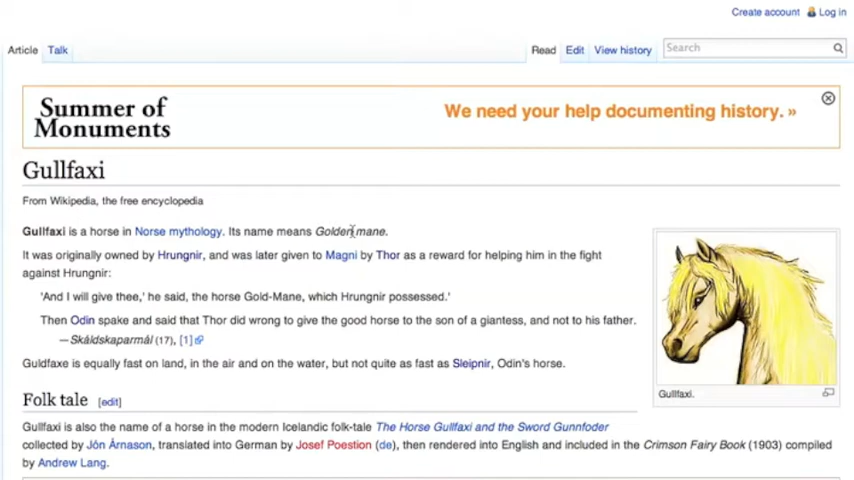 Create account Log in
Article Talk Read Edit View history Search
Summer of
Monuments
We need your help documenting history. »
Gullfaxi
From Wikipedia, the free encyclopedia
Gullfaxi is a horse in Norse mythology. Its name means Golden mane.
It was originally owned by Hrungnir, and was later given to Magni by Thor as a reward for helping him in the fight
against Hrungnir:
'And I will give thee,' he said, the horse Gold-Mane, which Hrungnir possessed.'
Then Odin spake and said that Thor did wrong to give the good horse to the son of a giantess, and not to his father.
—Skáldskaparmál (17), [1]
Guldfaxe is equally fast on land, in the air and on the water, but not quite as fast as Sleipnir, Odin's horse.
Gullfaxi.
Folk tale [edit]
Gullfaxi is also the name of a horse in the modern Icelandic folk-tale The Horse Gullfaxi and the Sword Gunnfoder
collected by Jón Árnason, translated into German by Josef Poestion (de), then rendered into English and included in the Crimson Fairy Book (1903) compiled
by Andrew Lang.